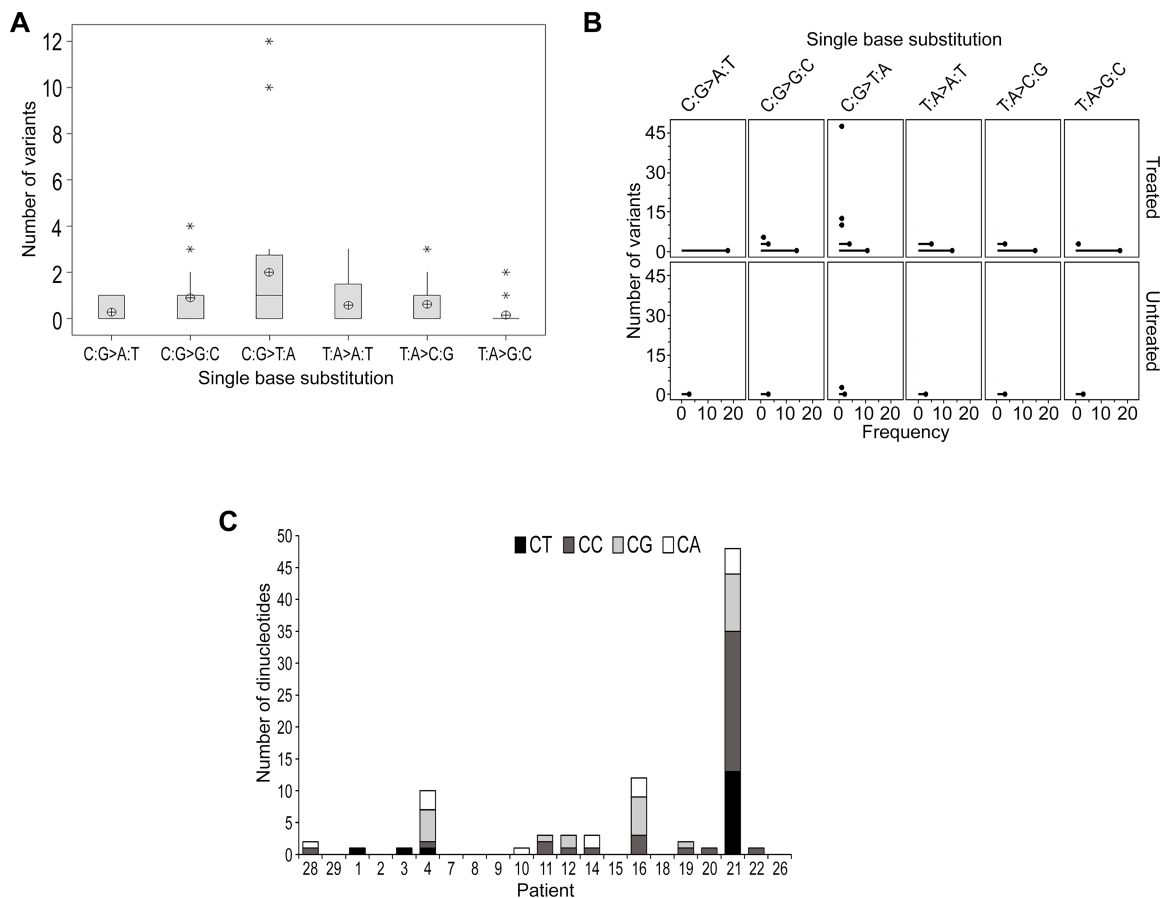 A
Number of variants
12
10
8
6
4
2
0
C:G>A:T C:G>G:C C:G>T:A T:A>A:T T:A>C:G T:A>G:C
Single base substitution
B
Single base substitution
C:G>A:T C:G>G:C C:G>T:A T:A>A:T T:A>C:G T:A>G:C
Number of variants
45
30
15
0
Treated
45
30
15
0
Untreated
0 10 20 0 10 20 0 10 20 0 10 20 0 10 20 0 10 20
Frequency
C
CT CC CG CA
Number of dinucleotides
50
45
40
35
30
25
20
15
10
5
0
28 29 1 2 3 4 7 8 9 10 11 12 14 15 16 18 19 20 21 22 26
Patient